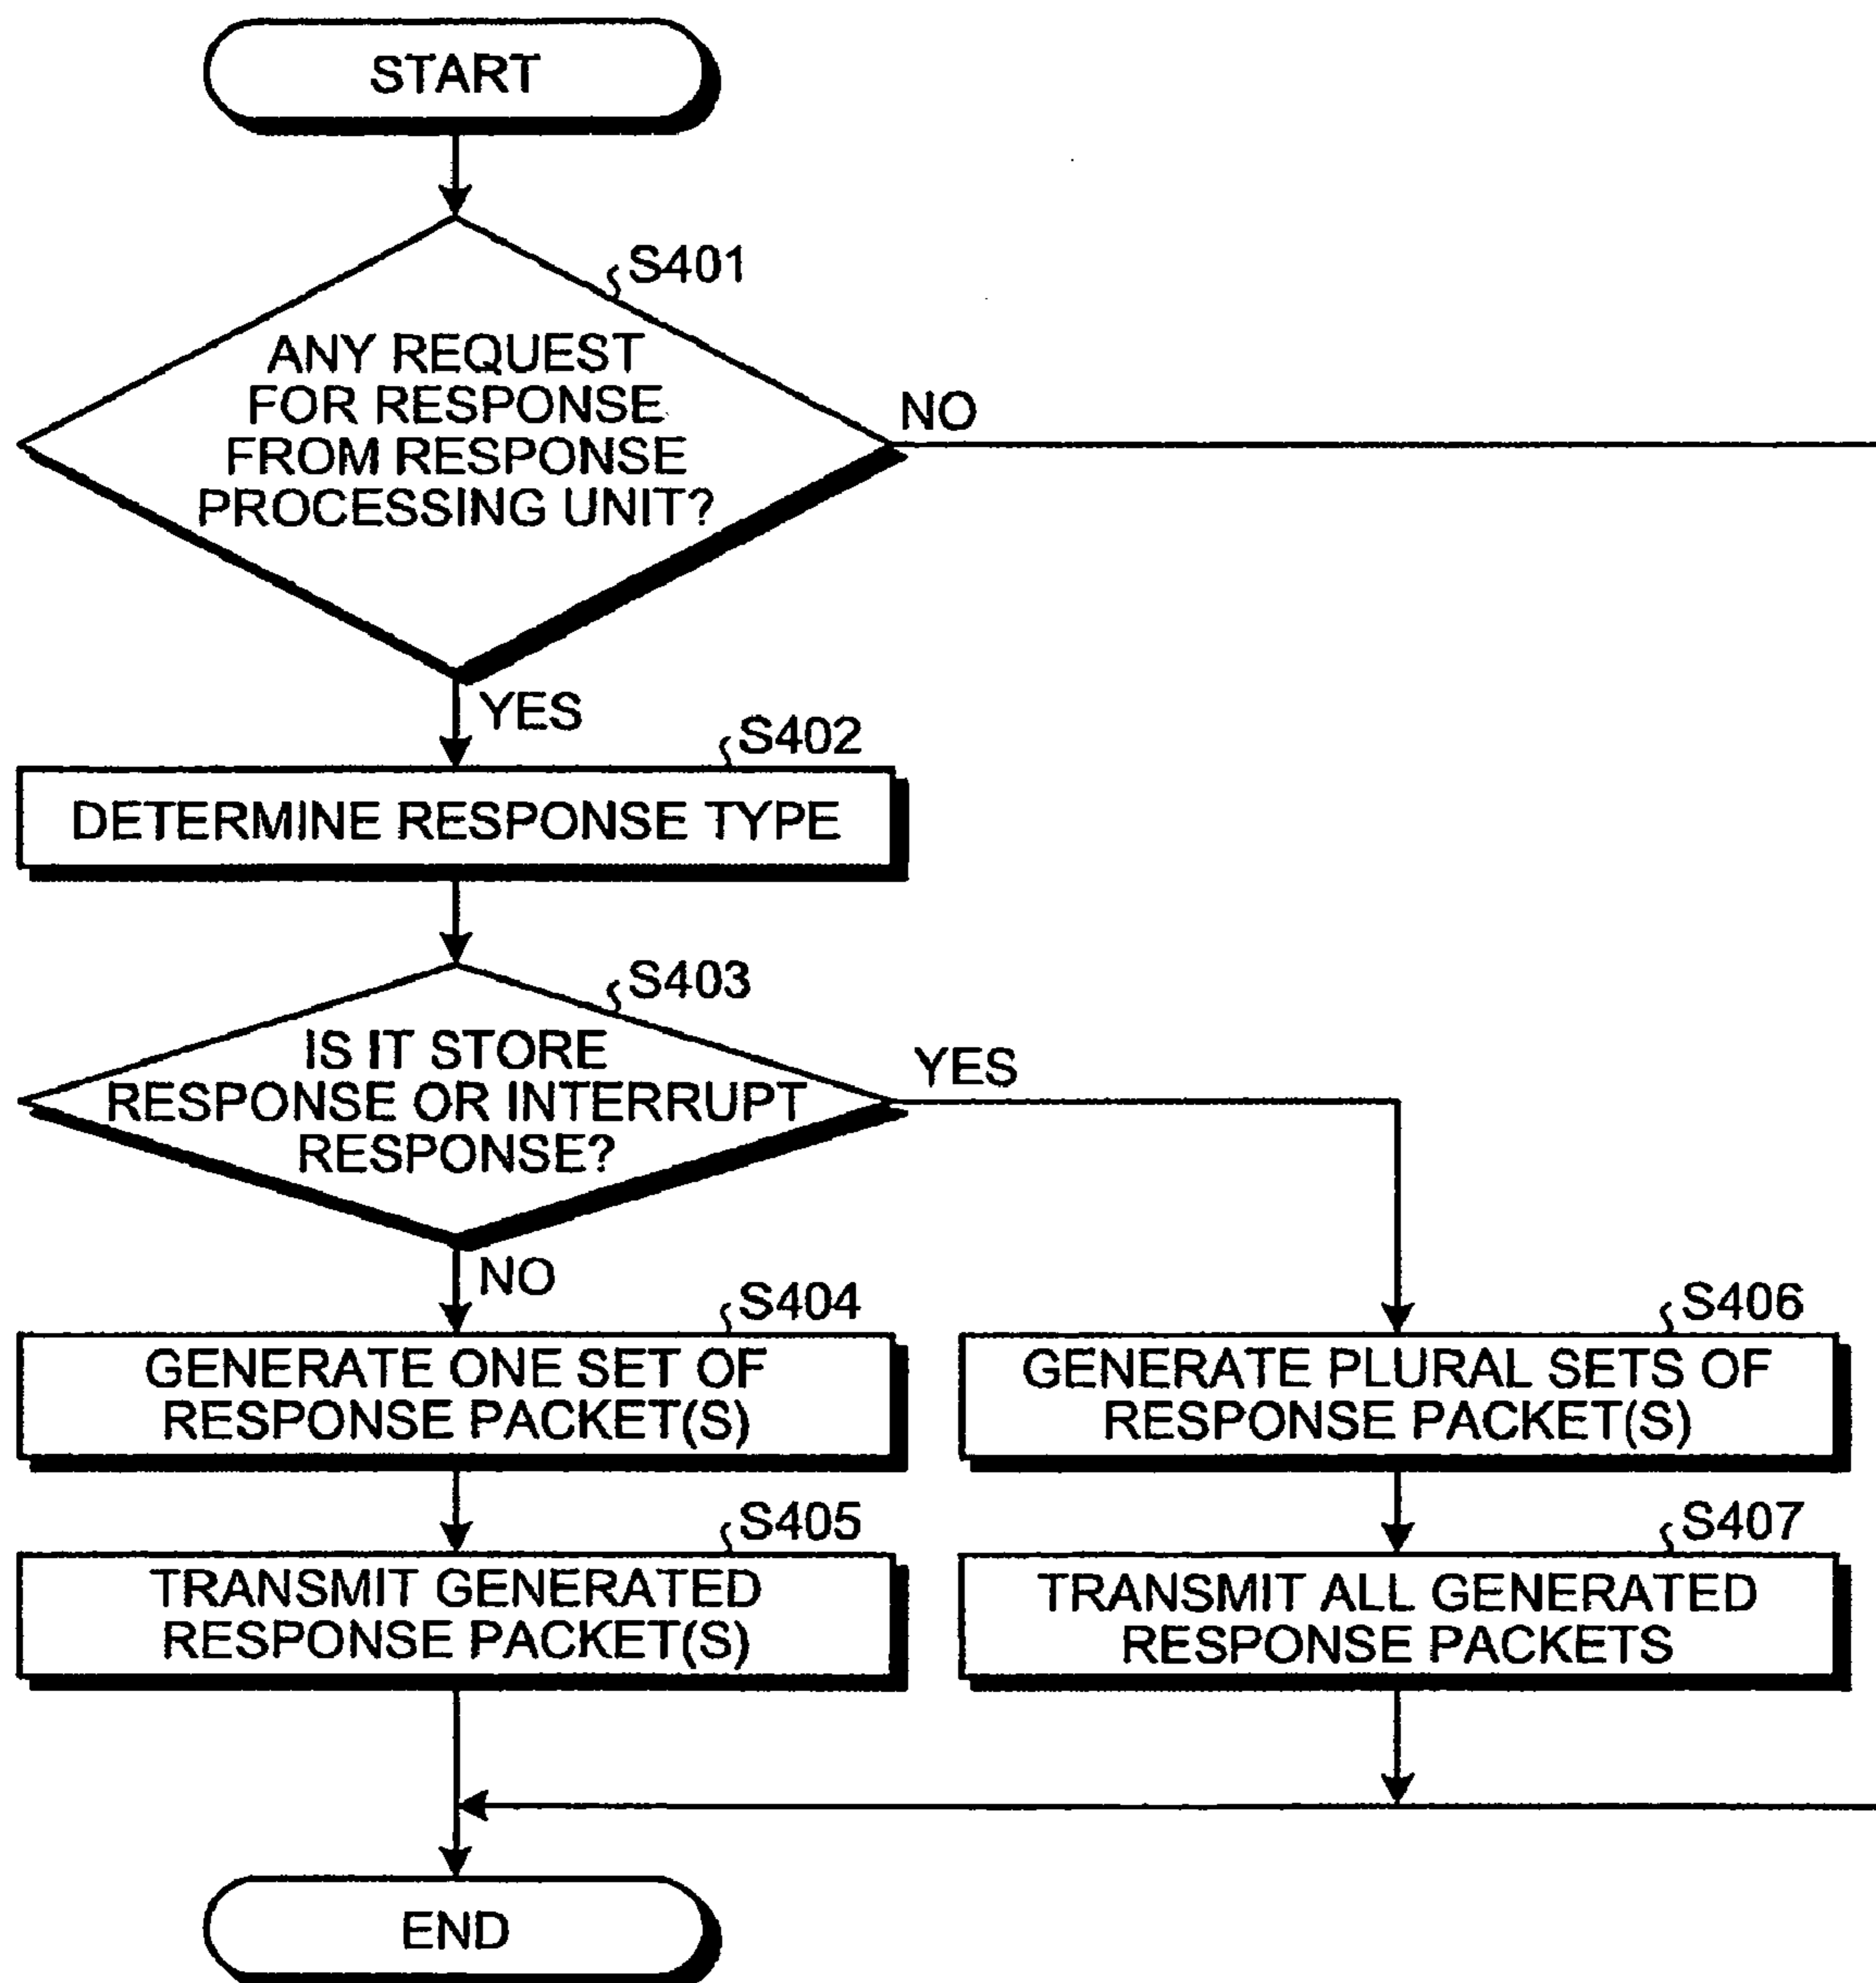 START
S401
ANY REQUEST
FOR RESPONSE
FROM RESPONSE
PROCESSING UNIT?
NO
YES
S402
DETERMINE RESPONSE TYPE
S403
IS IT STORE
RESPONSE OR INTERRUPT
RESPONSE?
YES
NO
S404
GENERATE ONE SET OF
RESPONSE PACKET(S)
S405
TRANSMIT GENERATED
RESPONSE PACKET(S)
S406
GENERATE PLURAL SETS OF
RESPONSE PACKET(S)
S407
TRANSMIT ALL GENERATED
RESPONSE PACKETS
END